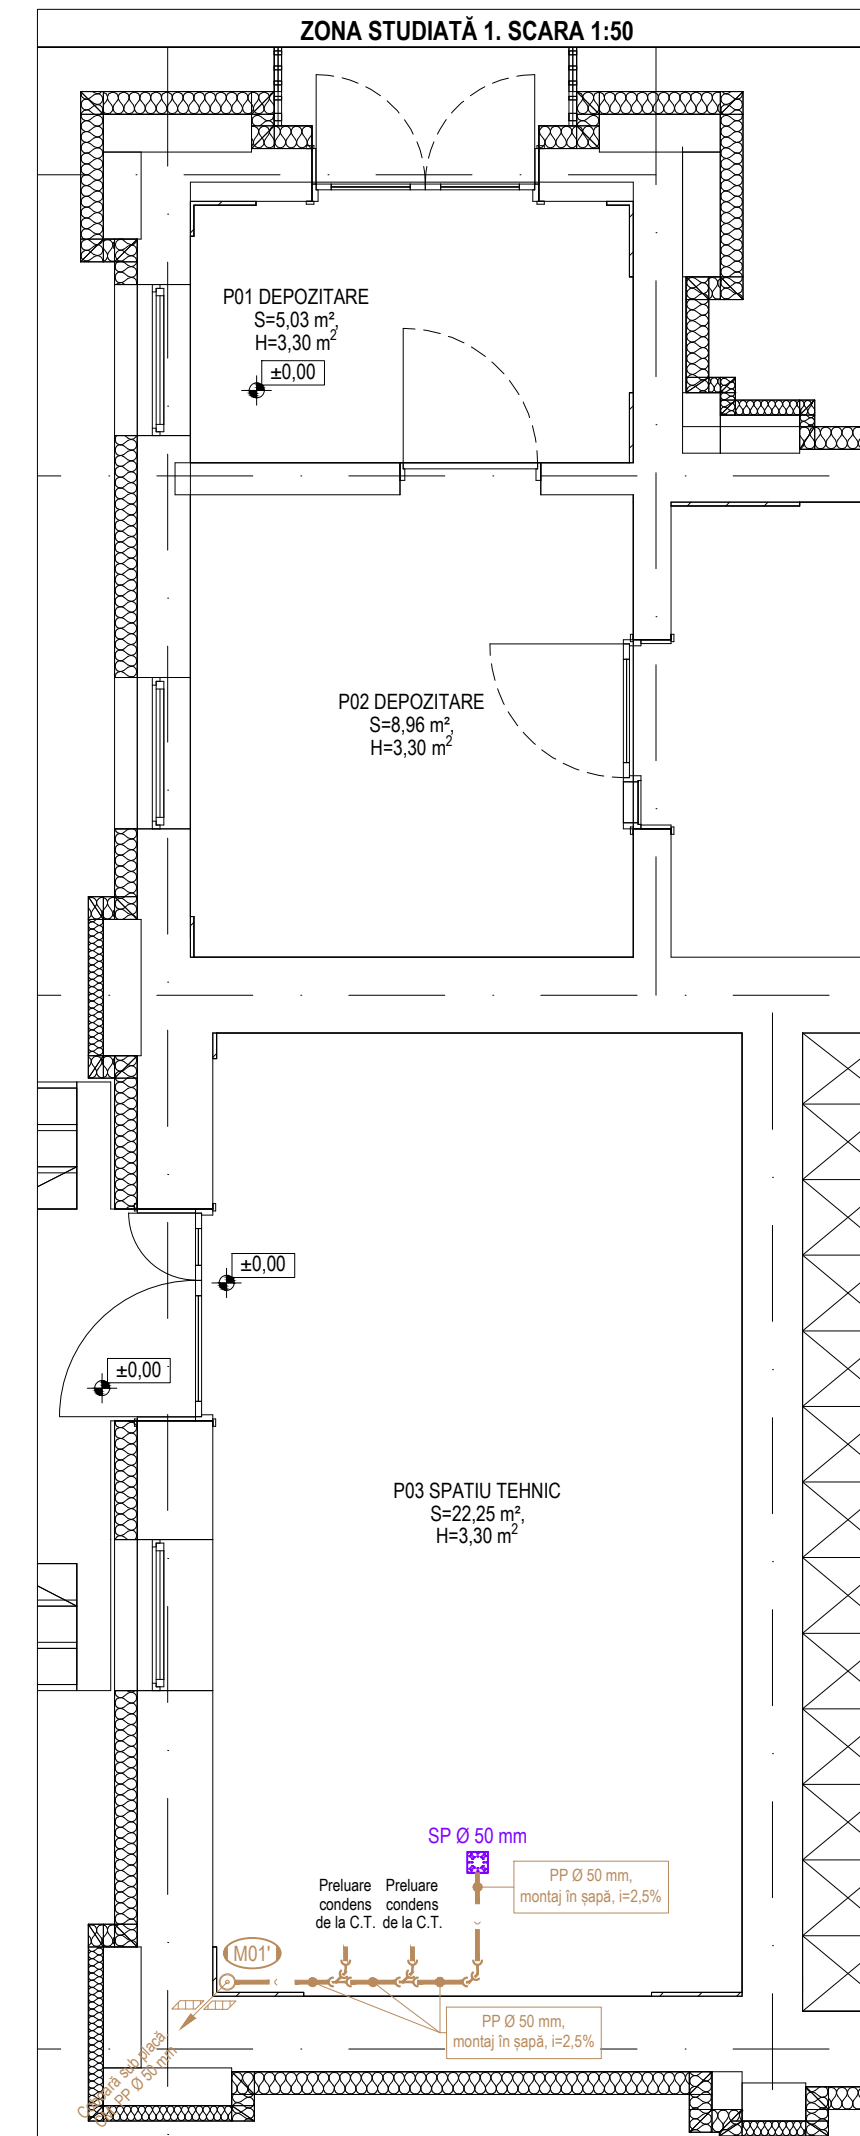 ZONA STUDIATĂ 1. SCARA 1:50
P01 DEPOZITARE
S=5,03 m²,
H=3,30 m²
±0,00
P02 DEPOZITARE
S=8,96 m²,
H=3,30 m²
±0,00
±0,00
P03 SPATIU TEHNIC
S=22,25 m²,
H=3,30 m²
SP Ø 50 mm
PP Ø 50 mm,
montaj în șapă, i=2,5%
Preluare
condens
de la C.T.
Preluare
condens
de la C.T.
M01'
PP Ø 50 mm,
montaj în șapă, i=2,5%
sub placă
PP Ø 50 mm